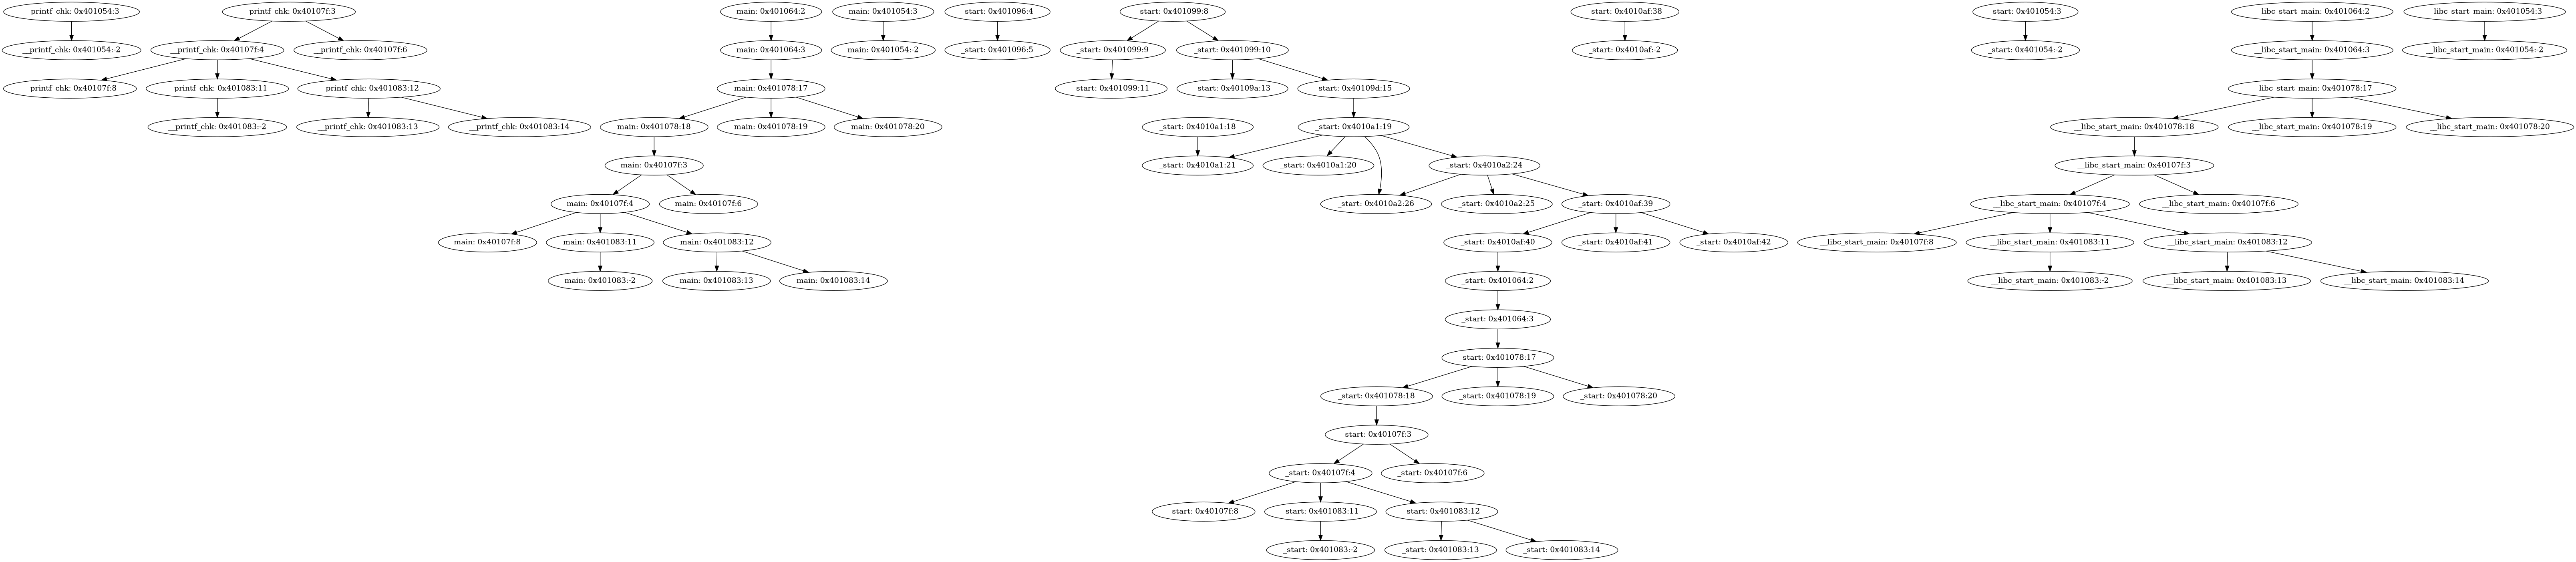 __printf_chk: 0x401054:3
__printf_chk: 0x40107f:3
main: 0x401064:2
main: 0x401054:3
_start: 0x401096:4
_start: 0x401099:8
_start: 0x4010af:38
_start: 0x401054:3
__libc_start_main: 0x401064:2
__libc_start_main: 0x401054:3
__printf_chk: 0x401054:-2
__printf_chk: 0x40107f:4
__printf_chk: 0x40107f:6
main: 0x401064:3
main: 0x401054:-2
_start: 0x401096:5
_start: 0x401099:9
_start: 0x401099:10
_start: 0x4010af:-2
_start: 0x401054:-2
__libc_start_main: 0x401064:3
__libc_start_main: 0x401054:-2
__printf_chk: 0x40107f:8
__printf_chk: 0x401083:11
__printf_chk: 0x401083:12
main: 0x401078:17
_start: 0x401099:11
_start: 0x40109a:13
_start: 0x40109d:15
__libc_start_main: 0x401078:17
__printf_chk: 0x401083:-2
__printf_chk: 0x401083:13
__printf_chk: 0x401083:14
main: 0x401078:18
main: 0x401078:19
main: 0x401078:20
_start: 0x4010a1:18
_start: 0x4010a1:19
__libc_start_main: 0x401078:18
__libc_start_main: 0x401078:19
__libc_start_main: 0x401078:20
main: 0x40107f:3
_start: 0x4010a1:21
_start: 0x4010a1:20
_start: 0x4010a2:24
__libc_start_main: 0x40107f:3
main: 0x40107f:4
main: 0x40107f:6
_start: 0x4010a2:26
_start: 0x4010a2:25
_start: 0x4010af:39
__libc_start_main: 0x40107f:4
__libc_start_main: 0x40107f:6
main: 0x40107f:8
main: 0x401083:11
main: 0x401083:12
_start: 0x4010af:40
_start: 0x4010af:41
_start: 0x4010af:42
__libc_start_main: 0x40107f:8
__libc_start_main: 0x401083:11
__libc_start_main: 0x401083:12
main: 0x401083:-2
main: 0x401083:13
main: 0x401083:14
_start: 0x401064:2
__libc_start_main: 0x401083:-2
__libc_start_main: 0x401083:13
__libc_start_main: 0x401083:14
_start: 0x401064:3
_start: 0x401078:17
_start: 0x401078:18
_start: 0x401078:19
_start: 0x401078:20
_start: 0x40107f:3
_start: 0x40107f:4
_start: 0x40107f:6
_start: 0x40107f:8
_start: 0x401083:11
_start: 0x401083:12
_start: 0x401083:-2
_start: 0x401083:13
_start: 0x401083:14